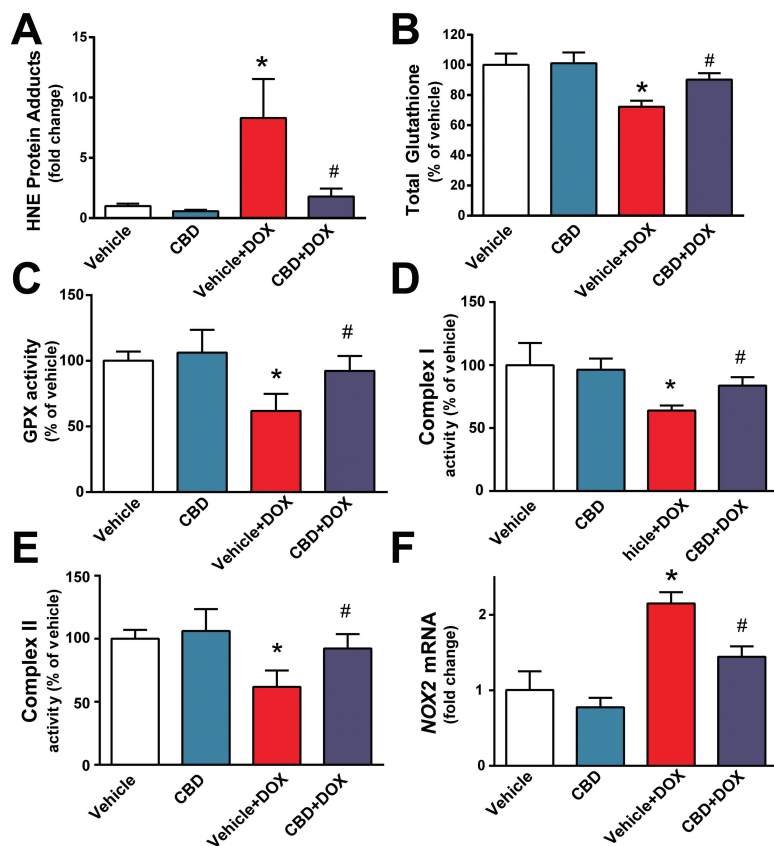 A
HNE Protein Adducts
(fold change)
15
10
5
0
*
#
Vehicle
CBD
Vehicle+DOX
CBD+DOX
B
Total Glutathione
(% of vehicle)
120
100
80
60
40
20
0
*
#
Vehicle
CBD
Vehicle+DOX
CBD+DOX
C
GPX activity
(% of vehicle)
150
100
50
0
*
#
Vehicle
CBD
Vehicle+DOX
CBD+DOX
D
Complex I
activity (% of vehicle)
150
100
50
0
*
#
Vehicle
CBD
hicle+DOX
CBD+DOX
E
Complex II
activity (% of vehicle)
150
100
50
0
*
#
Vehicle
CBD
Vehicle+DOX
CBD+DOX
F
NOX2 mRNA
(fold change)
2
1
0
*
#
Vehicle
CBD
Vehicle+DOX
CBD+DOX